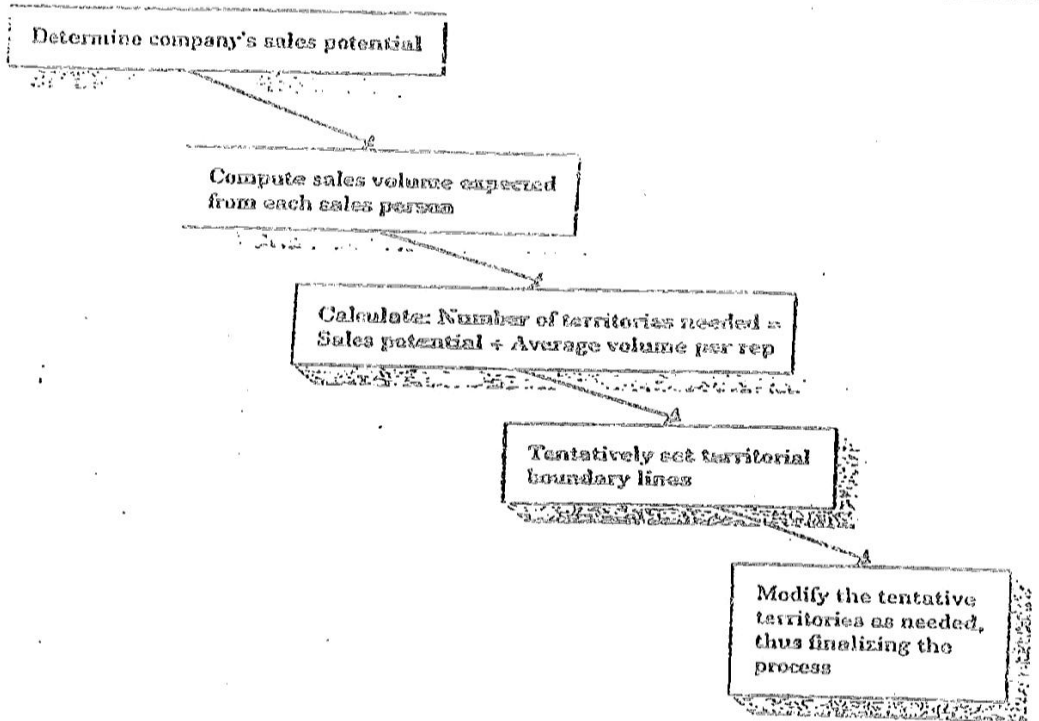 Determine company's sales potential
Compute sales volume expected
from each sales person
Calculate: Number of territories needed =
Sales potential ÷ Average volume per rep
Tentatively set territorial
boundary lines
Modify the tentative
territories as needed,
thus finalizing the
process